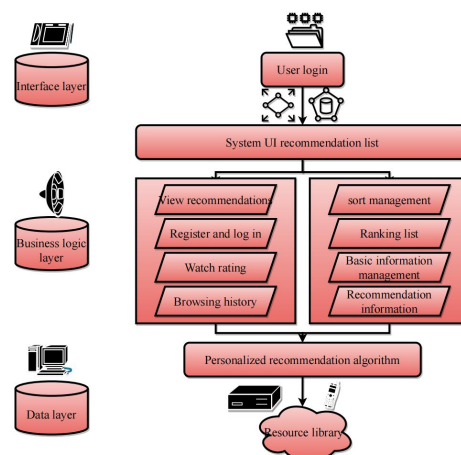 Interface layer
User login
System UI recommendation list
Business logic
layer
View recommendations
Register and log in
Watch rating
Browsing history
sort management
Ranking list
Basic information
management
Recommendation
information
Personalized recommendation algorithm
Data layer
Resource library